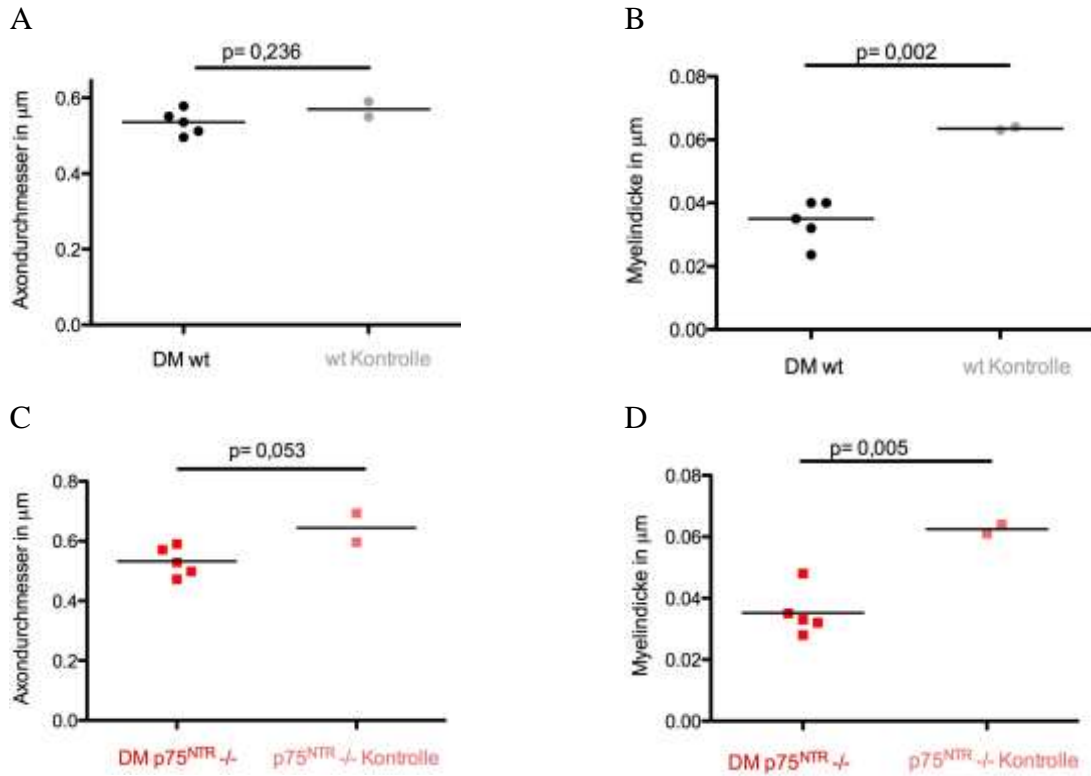 A
p= 0,236
Axondurchmesser in μm
0.6
0.4
0.2
0.0
DM wt
wt Kontrolle
B
p= 0,002
Myelindicke in μm
0.08
0.06
0.04
0.02
0.00
DM wt
wt Kontrolle
C
p= 0,053
Axondurchmesser in μm
0.8
0.6
0.4
0.2
0.0
DM p75NTR -/-
p75NTR -/- Kontrolle
D
p= 0,005
Myelindicke in μm
0.08
0.06
0.04
0.02
0.00
DM p75NTR -/-
p75NTR -/- Kontrolle